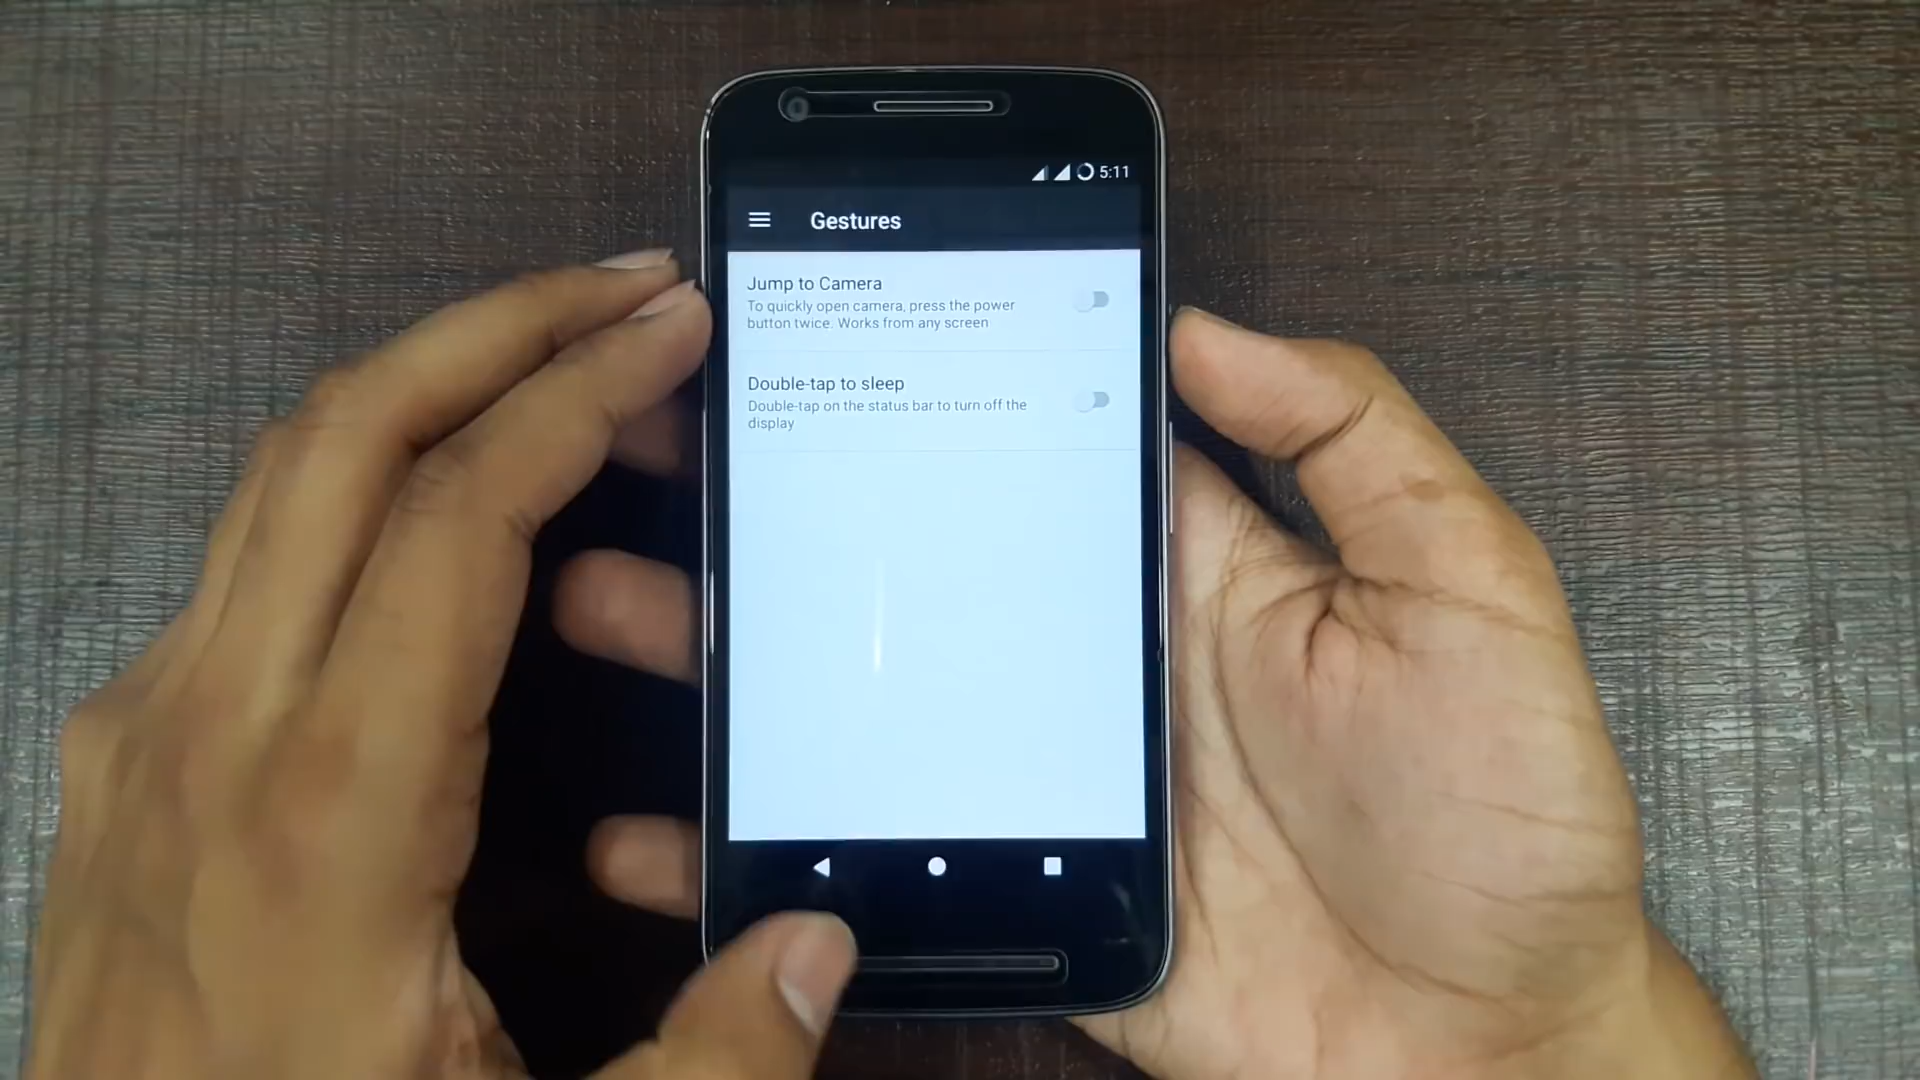 5:11
Gestures
Jump to Camera
To quickly open camera, press the power
button twice. Works from any screen
Double-tap to sleep
Double-tap on the status bar to turn off the
display